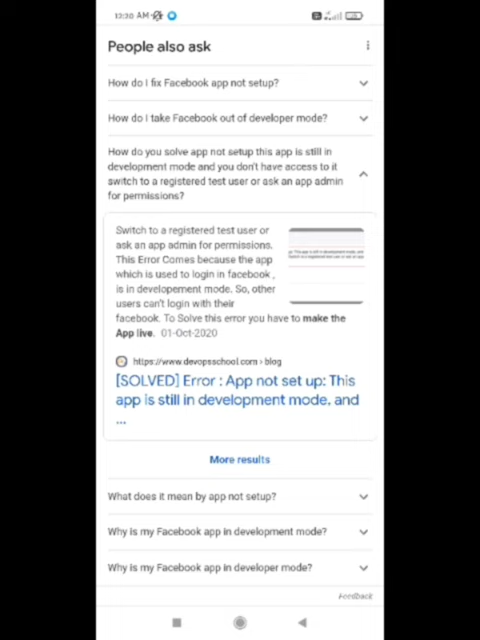 12:20 AM
People also ask
How do I fix Facebook app not setup?
How do I take Facebook out of developer mode?
How do you solve app not setup this app is still in
development mode and you don't have access to it
switch to a registered test user or ask an app admin
for permissions?
Switch to a registered test user or
ask an app admin for permissions.
This Error Comes because the app
which is used to login in facebook ,
is in developement mode. So, other
users can't login with their
facebook. To Solve this error you have to make the
App live. 01-Oct-2020
https://www.devopsschool.com › blog
[SOLVED] Error : App not set up: This
app is still in development mode, and
...
More results
What does it mean by app not setup?
Why is my Facebook app in development mode?
Why is my Facebook app in developer mode?
Feedback